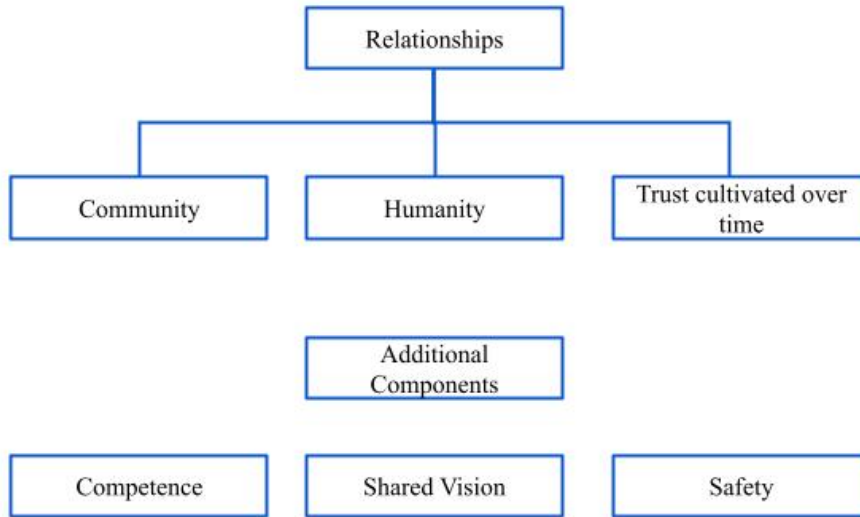 Relationships
Community
Humanity
Trust cultivated over
time
Additional
Components
Competence
Shared Vision
Safety